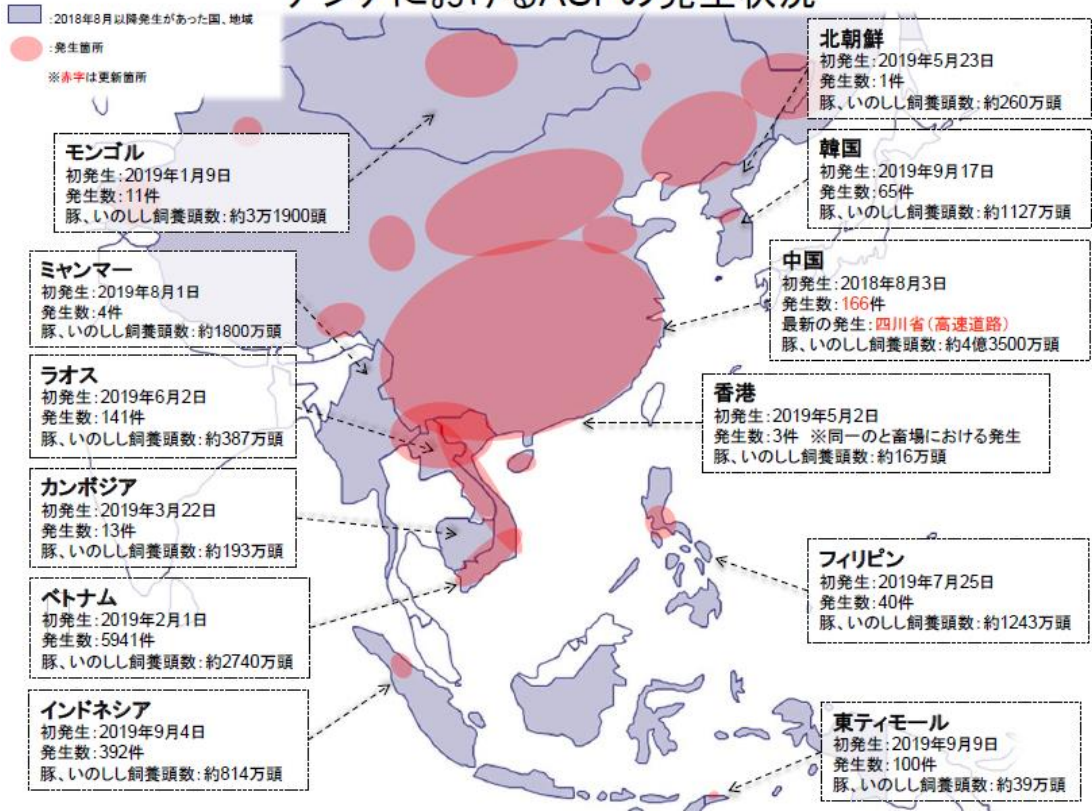 アジアにおけるASFの発生状況
:2018年8月以降発生があった国、地域
:発生箇所
※赤字は更新箇所
北朝鮮
初発生:2019年5月23日
発生数:1件
豚、いのしし飼養頭数:約260万頭
モンゴル
初発生:2019年1月9日
発生数:11件
豚、いのしし飼養頭数:約3万1900頭
韓国
初発生:2019年9月17日
発生数:65件
豚、いのしし飼養頭数:約1127万頭
ミャンマー
初発生:2019年8月1日
発生数:4件
豚、いのしし飼養頭数:約1800万頭
中国
初発生:2018年8月3日
発生数:166件
最新の発生:四川省(高速道路)
豚、いのしし飼養頭数:約4億3500万頭
ラオス
初発生:2019年6月2日
発生数:141件
豚、いのしし飼養頭数:約387万頭
香港
初発生:2019年5月2日
発生数:3件 ※同一のと畜場における発生
豚、いのしし飼養頭数:約16万頭
カンボジア
初発生:2019年3月22日
発生数:13件
豚、いのしし飼養頭数:約193万頭
フィリピン
初発生:2019年7月25日
発生数:40件
豚、いのしし飼養頭数:約1243万頭
ベトナム
初発生:2019年2月1日
発生数:5941件
豚、いのしし飼養頭数:約2740万頭
インドネシア
初発生:2019年9月4日
発生数:392件
豚、いのしし飼養頭数:約814万頭
東ティモール
初発生:2019年9月9日
発生数:100件
豚、いのしし飼養頭数:約39万頭